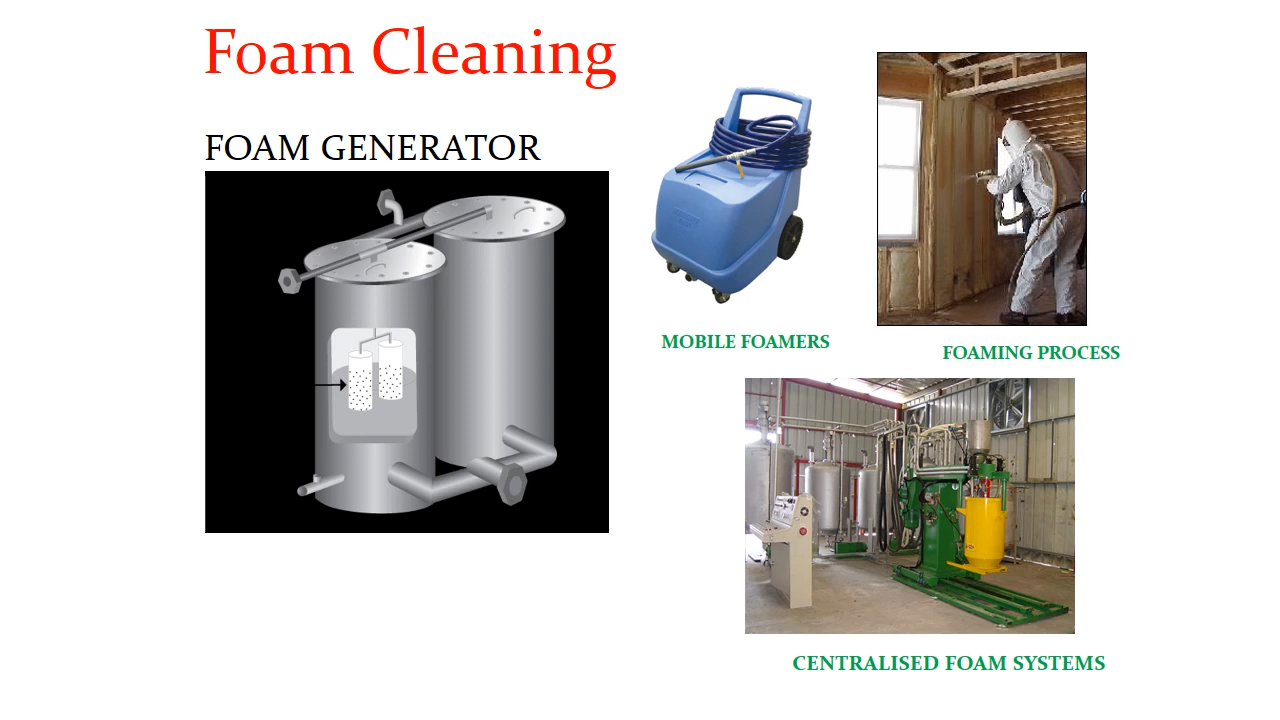 Foam Cleaning
FOAM GENERATOR
MOBILE FOAMERS
FOAMING PROCESS
CENTRALISED FOAM SYSTEMS